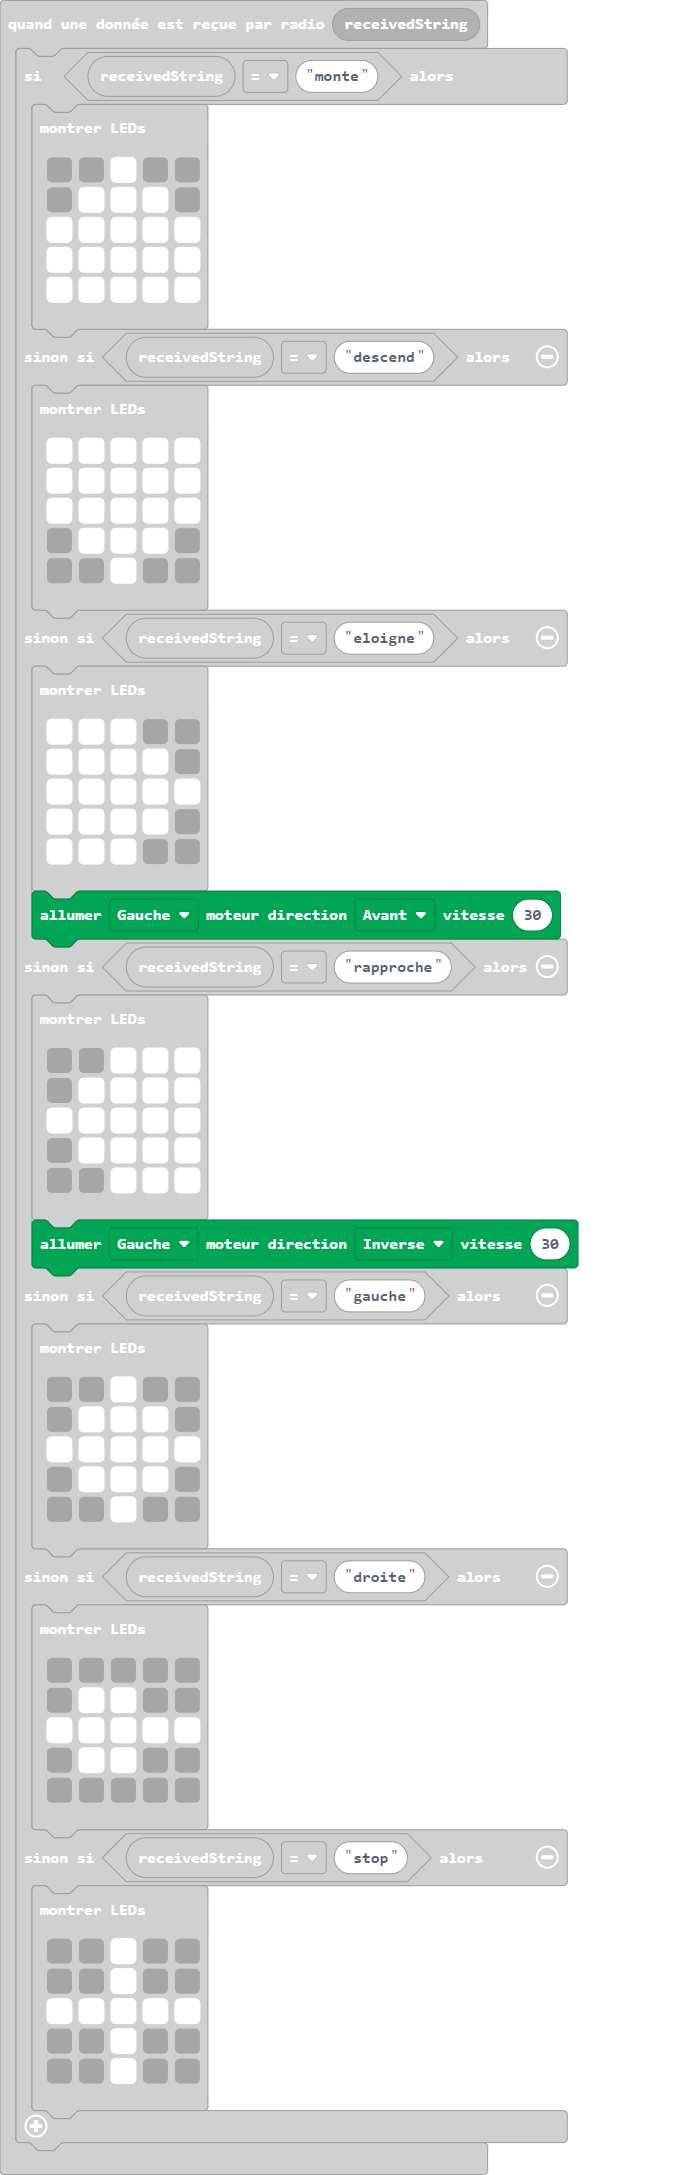 quand une donnée est reçue par radio receivedString
si receivedString = "monte" alors
montrer LEDs
sinon si receivedString = "descend" alors
montrer LEDs
sinon si receivedString = "eloigne" alors
montrer LEDs
allumer Gauche moteur direction Avant vitesse 30
sinon si receivedString = "rapproche" alors
montrer LEDs
allumer Gauche moteur direction Inverse vitesse 30
sinon si receivedString = "gauche" alors
montrer LEDs
sinon si receivedString = "droite" alors
montrer LEDs
sinon si receivedString = "stop" alors
montrer LEDs